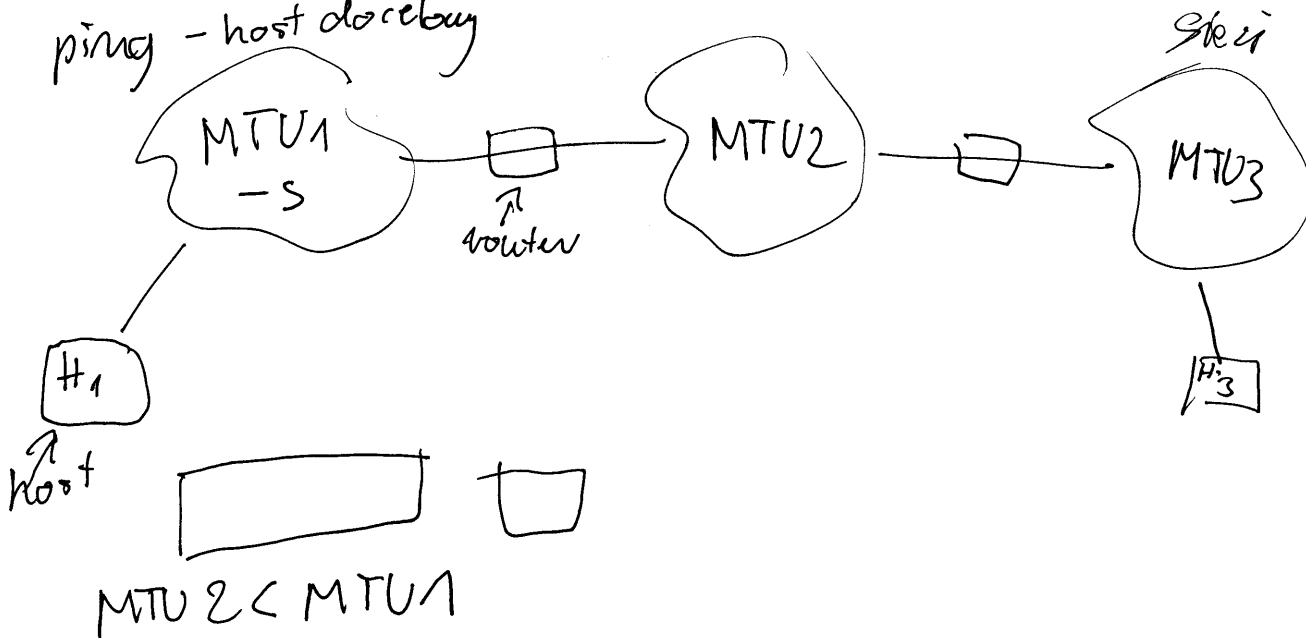 ping - host docelowy
sieci
MTU1
- s
MTU2
MTU3
router
H1
H3
host
MTU2 < MTU1